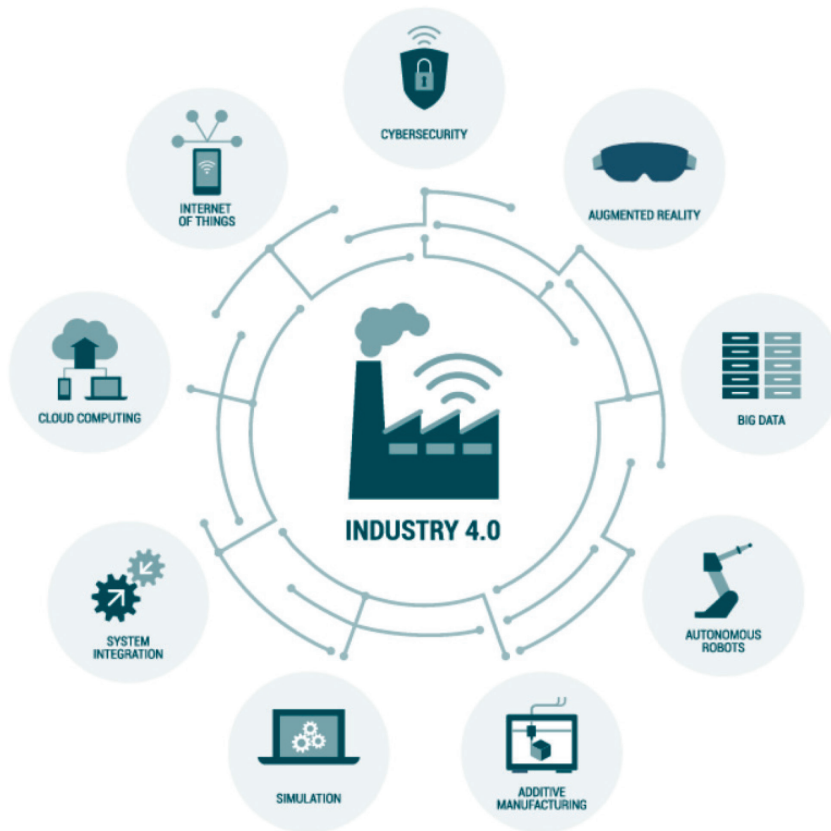 CYBERSECURITY
AUGMENTED REALITY
BIG DATA
AUTONOMOUS
ROBOTS
ADDITIVE
MANUFACTURING
SIMULATION
SYSTEM
INTEGRATION
CLOUD COMPUTING
INTERNET
OF THINGS
INDUSTRY 4.0